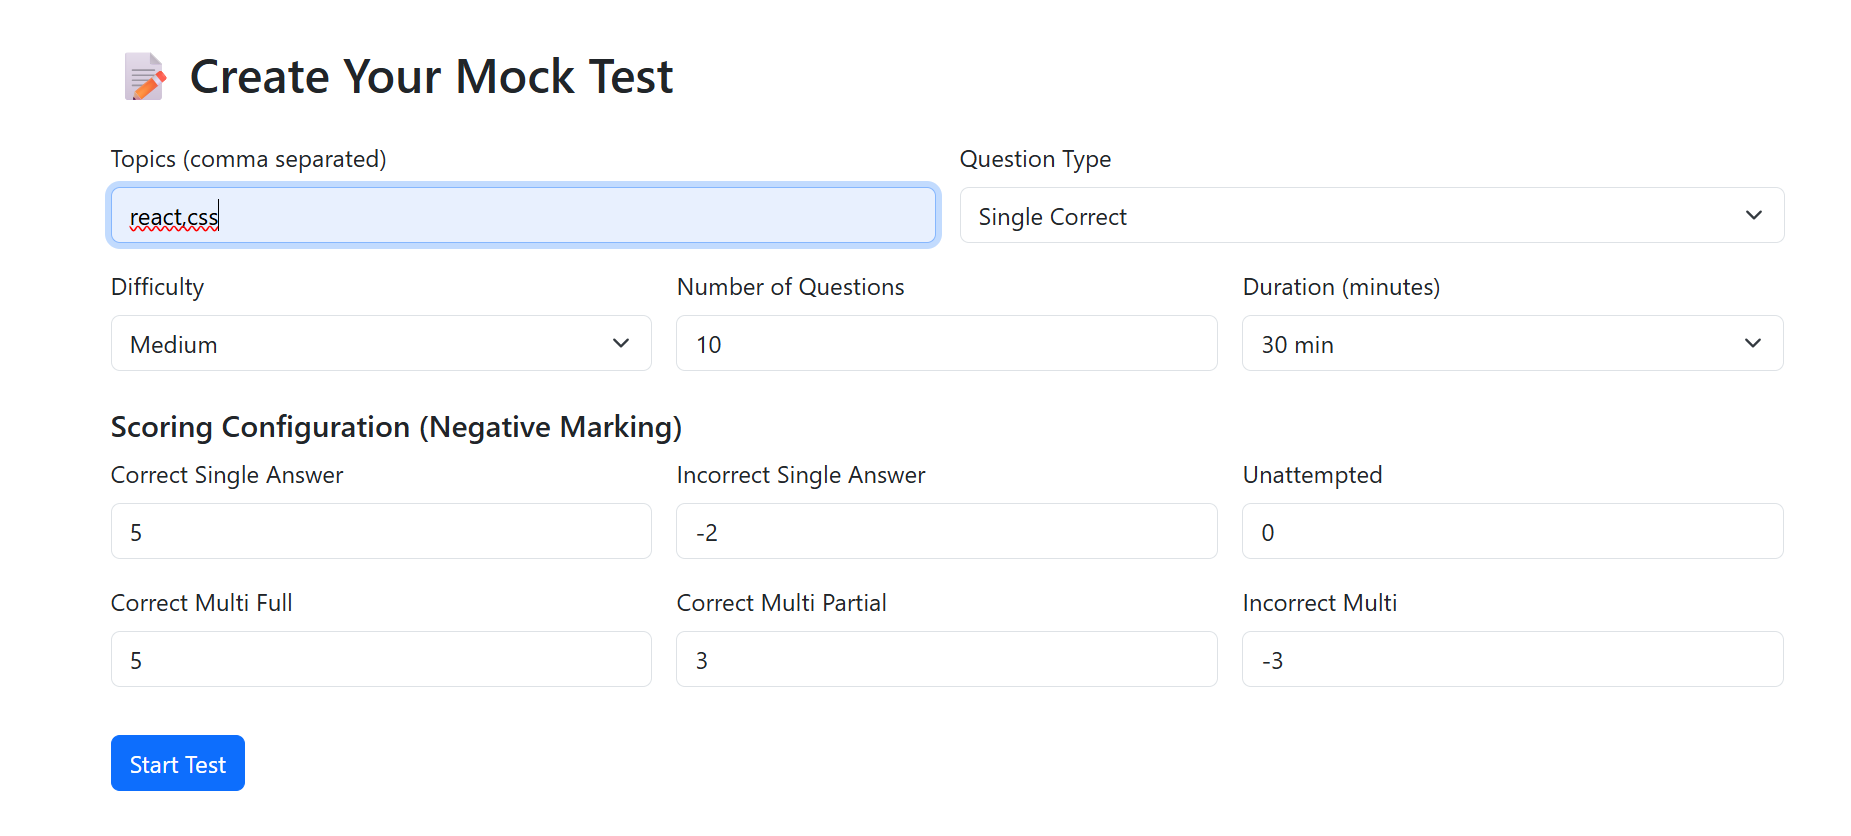 Create Your Mock Test
Topics (comma separated)
Question Type
react,css
Single Correct
Difficulty
Number of Questions
Duration (minutes)
Medium
10
30 min
Scoring Configuration (Negative Marking)
Correct Single Answer
Incorrect Single Answer
Unattempted
5
-2
0
Correct Multi Full
Correct Multi Partial
Incorrect Multi
5
3
-3
Start Test